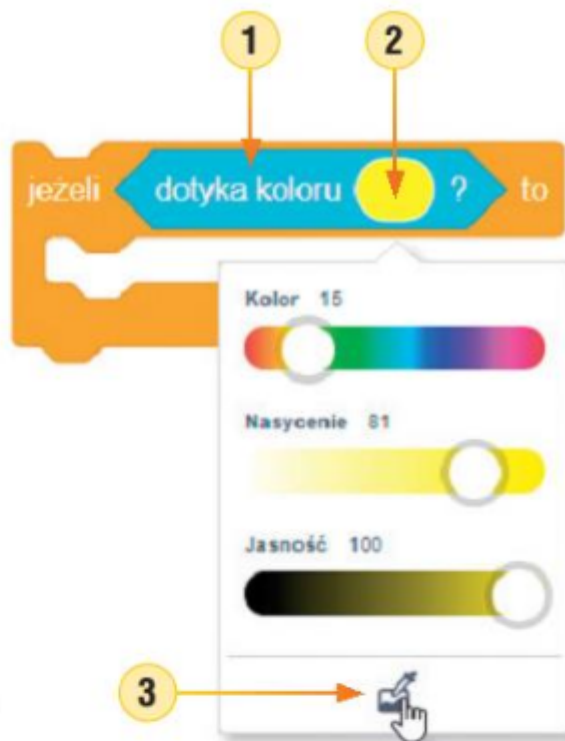 1 2
jeżeli dotyka koloru ? to
Kolor 15
Nasycenie 81
Jasność 100
3